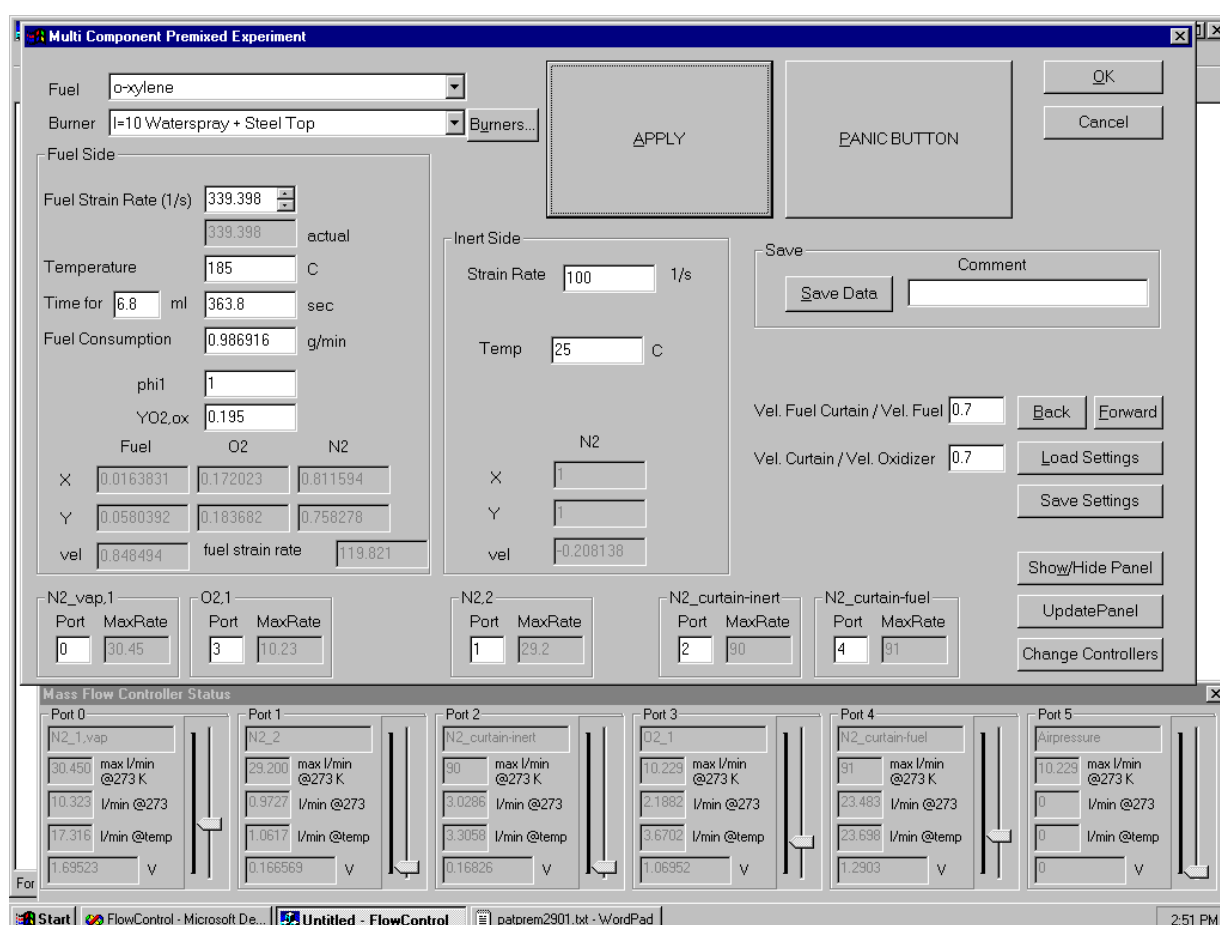 Multi Component Premixed Experiment
Fuel o-xylene
Burner l=10 Waterspray + Steel Top Burners...
APPLY
PANIC BUTTON
OK
Cancel
Fuel Side
Fuel Strain Rate (1/s) 339.398
339.398 actual
Temperature 185 C
Time for 6.8 ml 363.8 sec
Fuel Consumption 0.986916 g/min
phi1 1
YO2,ox 0.195
Fuel O2 N2
X 0.0163831 0.172023 0.811594
Y 0.0580392 0.183682 0.758278
vel 0.848494 fuel strain rate 119.821
Inert Side
Strain Rate 100 1/s
Temp 25 C
N2
X 1
Y 1
vel -0.208138
Save
Comment
Save Data
Vel. Fuel Curtain / Vel. Fuel 0.7 Back Forward
Vel. Curtain / Vel. Oxidizer 0.7 Load Settings
Save Settings
Show/Hide Panel
UpdatePanel
Change Controllers
N2_vap,1 O2,1 N2,2 N2_curtain-inert N2_curtain-fuel
Port MaxRate Port MaxRate Port MaxRate Port MaxRate Port MaxRate
0 30.45 3 10.23 1 29.2 2 90 4 91
Mass Flow Controller Status
Port 0 Port 1 Port 2 Port 3 Port 4 Port 5
N2_1,vap N2_2 N2_curtain-inert O2_1 N2_curtain-fuel Airpressure
30.450 max l/min @273 K 29.200 max l/min @273 K 90 max l/min @273 K 10.229 max l/min @273 K 91 max l/min @273 K 10.229 max l/min @273 K
10.323 l/min @273 0.9727 l/min @273 3.0286 l/min @273 2.1882 l/min @273 23.483 l/min @273 0 l/min @273
17.316 l/min @temp 1.0617 l/min @temp 3.3058 l/min @temp 3.6702 l/min @temp 23.698 l/min @temp 0 l/min @temp
1.69523 V 0.166569 V 0.16826 V 1.06952 V 1.2903 V 0 V
For
Start FlowControl - Microsoft De... Untitled - FlowControl patprem2901.txt - WordPad 2:51 PM